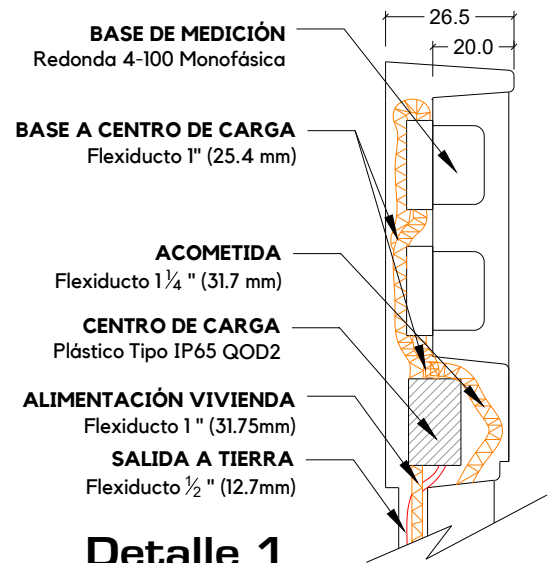 26.5
20.0
BASE DE MEDICIÓN
Redonda 4-100 Monofásica
BASE A CENTRO DE CARGA
Flexiducto 1" (25.4 mm)
ACOMETIDA
Flexiducto 1 ¼ " (31.7 mm)
CENTRO DE CARGA
Plástico Tipo IP65 QOD2
ALIMENTACIÓN VIVIENDA
Flexiducto 1 " (31.75mm)
SALIDA A TIERRA
Flexiducto ½ " (12.7mm)
Detalle 1